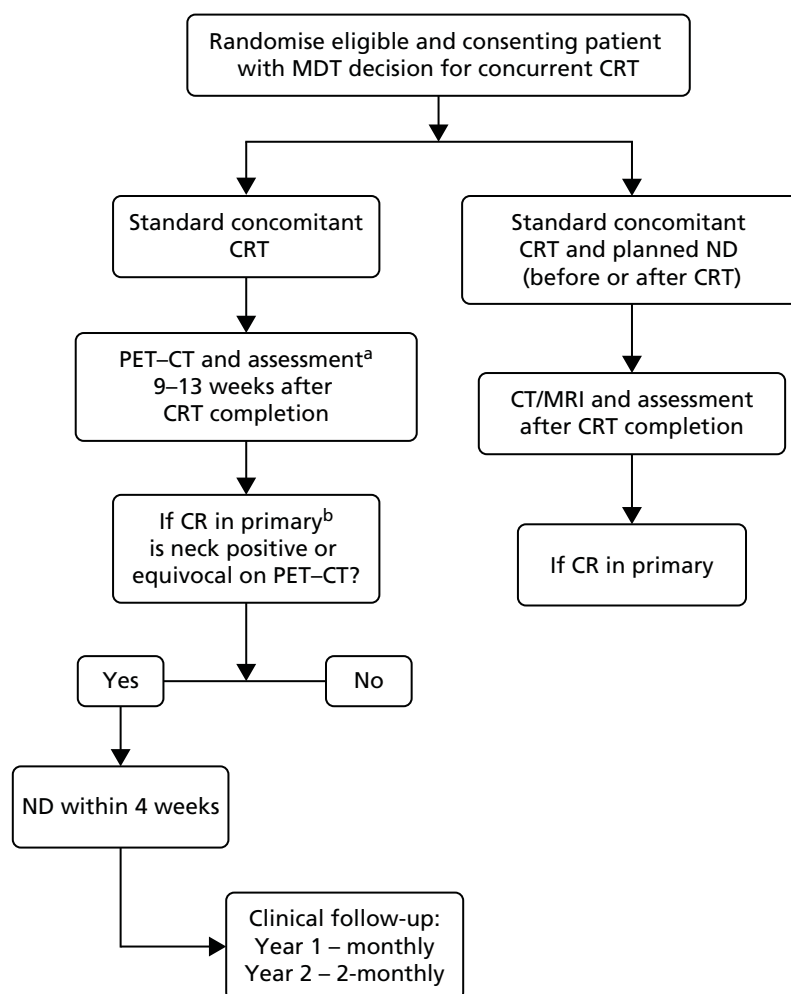 Randomise eligible and consenting patient
with MDT decision for concurrent CRT
Standard concomitant
CRT
Standard concomitant
CRT and planned ND
(before or after CRT)
PET–CT and assessmentᵃ
9–13 weeks after
CRT completion
CT/MRI and assessment
after CRT completion
If CR in primaryᵇ
is neck positive or
equivocal on PET–CT?
If CR in primary
Yes
No
ND within 4 weeks
Clinical follow-up:
Year 1 – monthly
Year 2 – 2-monthly